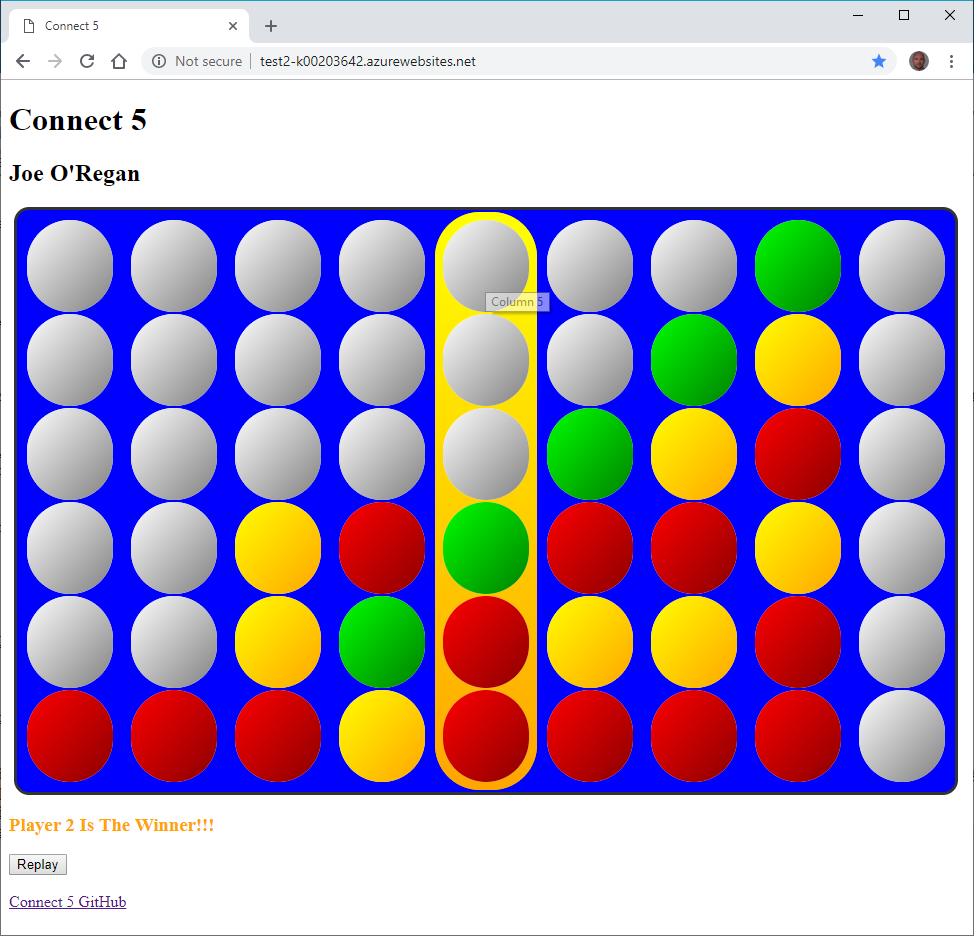 Connect 5
Not secure
test2-k00203642.azurewebsites.net
Connect 5
Joe O'Regan
Column 5
Player 2 Is The Winner!!!
Replay
Connect 5 GitHub